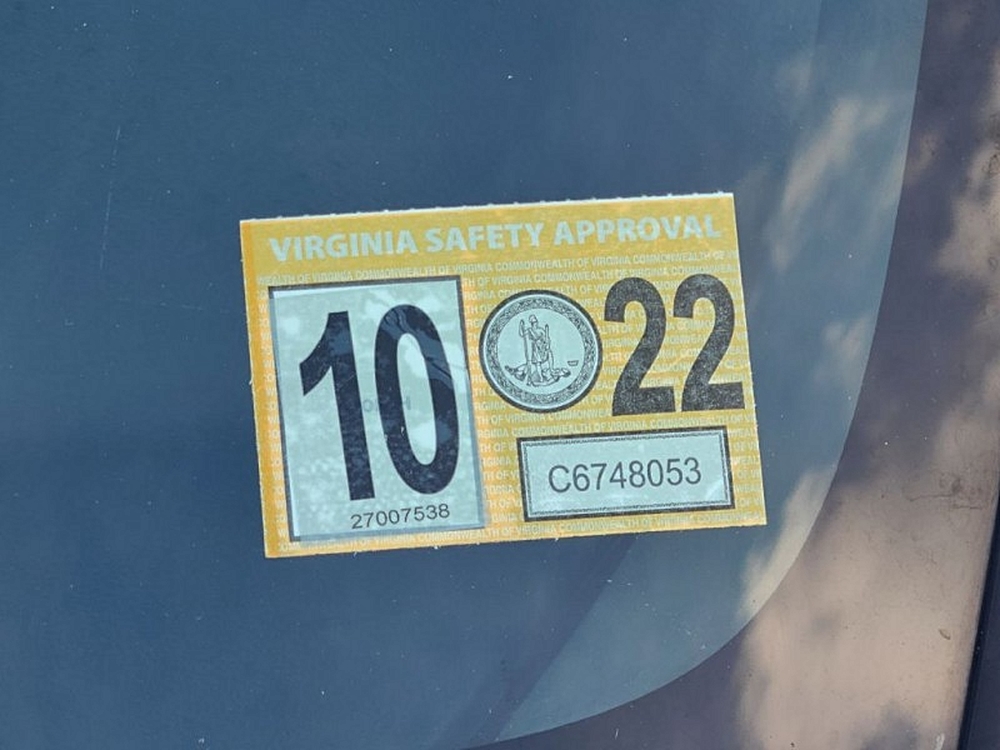 VIRGINIA SAFETY APPROVAL
10
22
C6748053
27007538